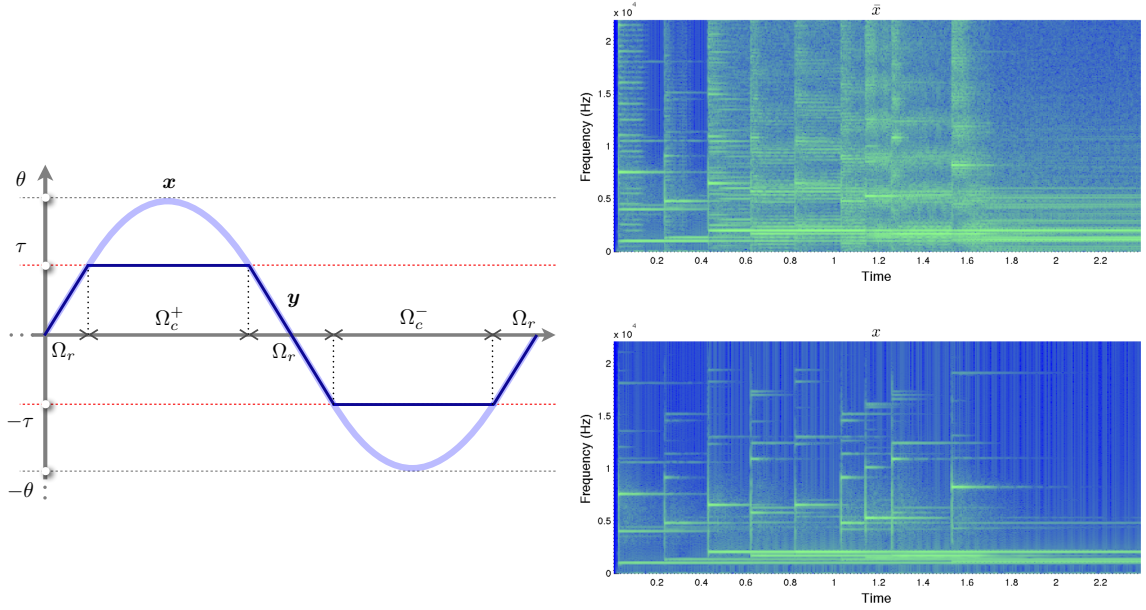 θ
x
τ
y
Ω_c^+
Ω_c^-
Ω_r
Ω_r
Ω_r
−τ
−θ
x 10^4
x̄
2
1.5
1
0.5
0
Frequency (Hz)
0.2 0.4 0.6 0.8 1 1.2 1.4 1.6 1.8 2 2.2
Time
x 10^4
x
2
1.5
1
0.5
0
Frequency (Hz)
0.2 0.4 0.6 0.8 1 1.2 1.4 1.6 1.8 2 2.2
Time